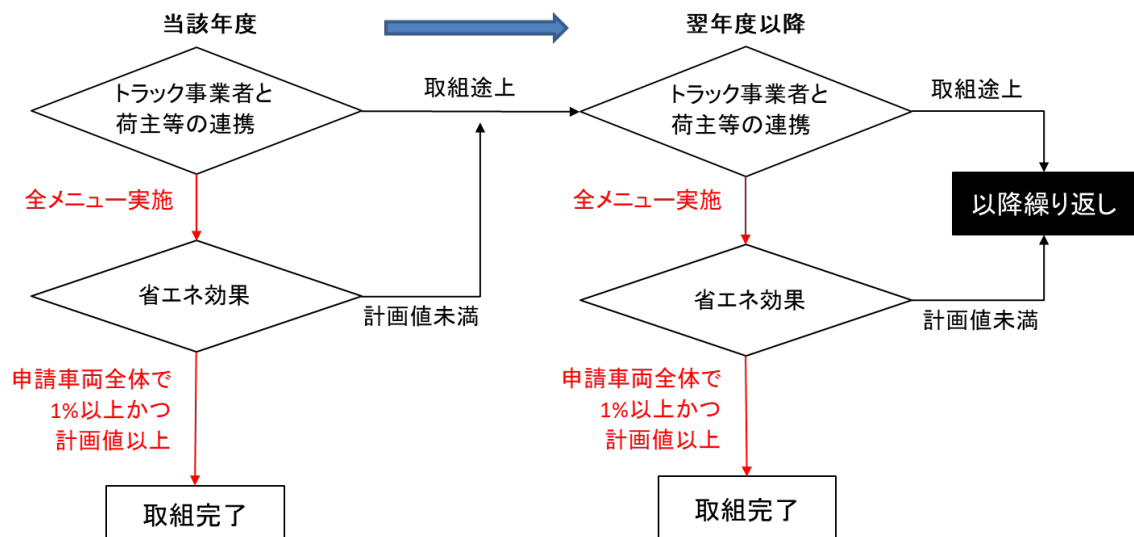 当該年度
翌年度以降
トラック事業者と
荷主等の連携
取組途上
トラック事業者と
荷主等の連携
取組途上
全メニュー実施
全メニュー実施
以降繰り返し
省エネ効果
計画値未満
省エネ効果
計画値未満
申請車両全体で
1%以上かつ
計画値以上
申請車両全体で
1%以上かつ
計画値以上
取組完了
取組完了